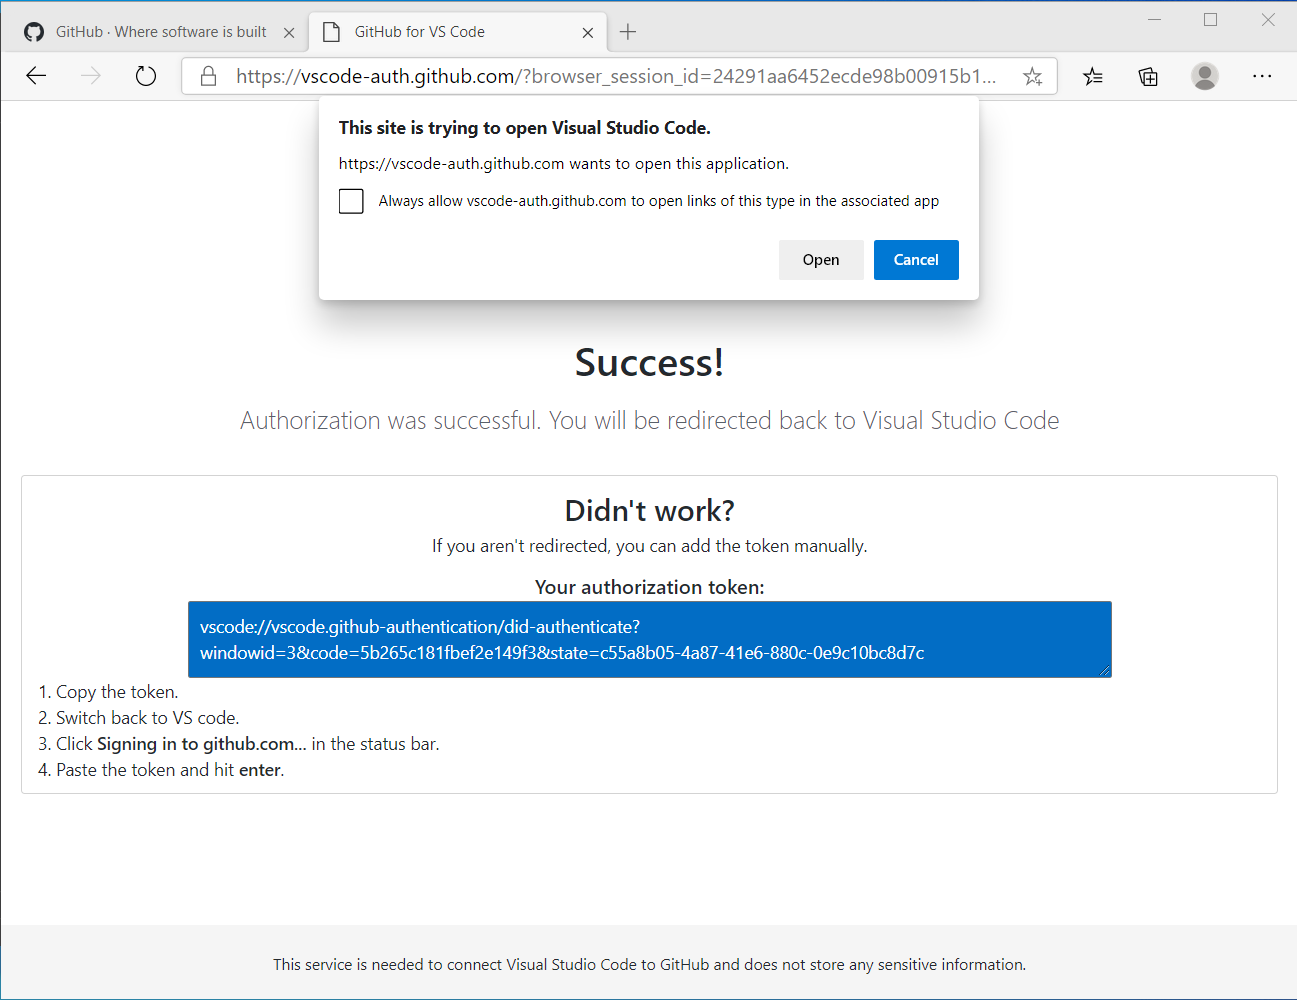 GitHub · Where software is built
GitHub for VS Code
https://vscode-auth.github.com/?browser_session_id=24291aa6452ecde98b00915b1...
This site is trying to open Visual Studio Code.
https://vscode-auth.github.com wants to open this application.
Always allow vscode-auth.github.com to open links of this type in the associated app
Open
Cancel
Success!
Authorization was successful. You will be redirected back to Visual Studio Code
Didn't work?
If you aren't redirected, you can add the token manually.
Your authorization token:
vscode://vscode.github-authentication/did-authenticate?
windowid=3&code=5b265c181fbef2e149f3&state=c55a8b05-4a87-41e6-880c-0e9c10bc8d7c
1. Copy the token.
2. Switch back to VS code.
3. Click Signing in to github.com... in the status bar.
4. Paste the token and hit enter.
This service is needed to connect Visual Studio Code to GitHub and does not store any sensitive information.